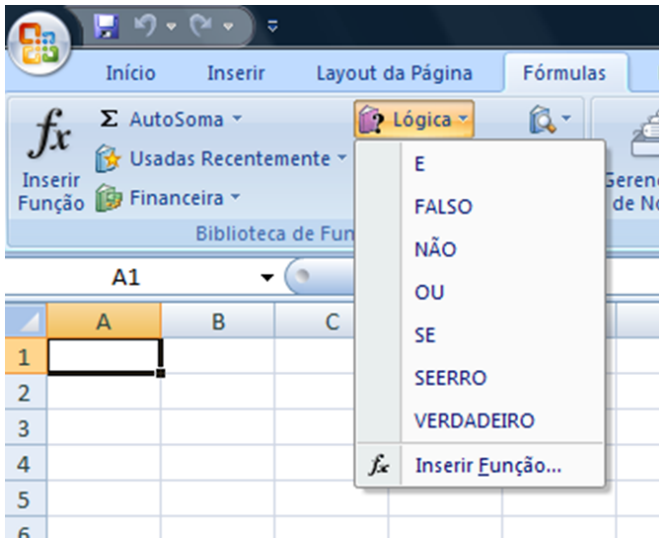 Início Inserir Layout da Página Fórmulas
fx Σ AutoSoma Lógica
Usadas Recentemente
Inserir Função Financeira
Biblioteca de Fun
E
FALSO
NÃO
OU
SE
SEERRO
VERDADEIRO
fx Inserir Função...
Geren
de No
A1
A B C
1
2
3
4
5
6